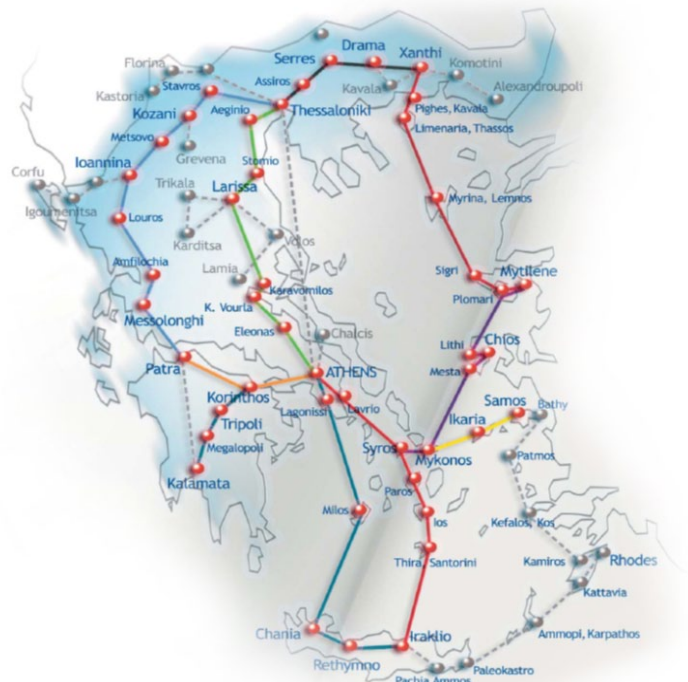 Drama
Serres
Xanthi
Florina
Komotini
Assiros
Kavala
Stavros
Alexandroupoli
Kastoria
Aeginio
Thessaloniki
Pighes, Kavala
Kozani
Limenaria, Thassos
Metsovo
Grevena
Stomio
Ioannina
Corfu
Trikala
Larissa
Myrina, Lemnos
Igoumenitsa
Louros
Karditsa
Volos
Amfilochia
Lamia
Sigri
Mytilene
Karavomilos
Plomari
K. Vourla
Messolonghi
Eleonas
Chalcis
Lithi
Chios
Patra
ATHENS
Mesta
Korinthos
Samos
Lagonissi
Lavrio
Bathy
Tripoli
Ikaria
Megalopoli
Syros
Mykonos
Patmos
Kalamata
Paros
Milos
Ios
Kefalos, Kos
Thira, Santorini
Kamiros
Rhodes
Kattavia
Chania
Iraklio
Ammopi, Karpathos
Rethymno
Paleokastro
Pachia Ammos